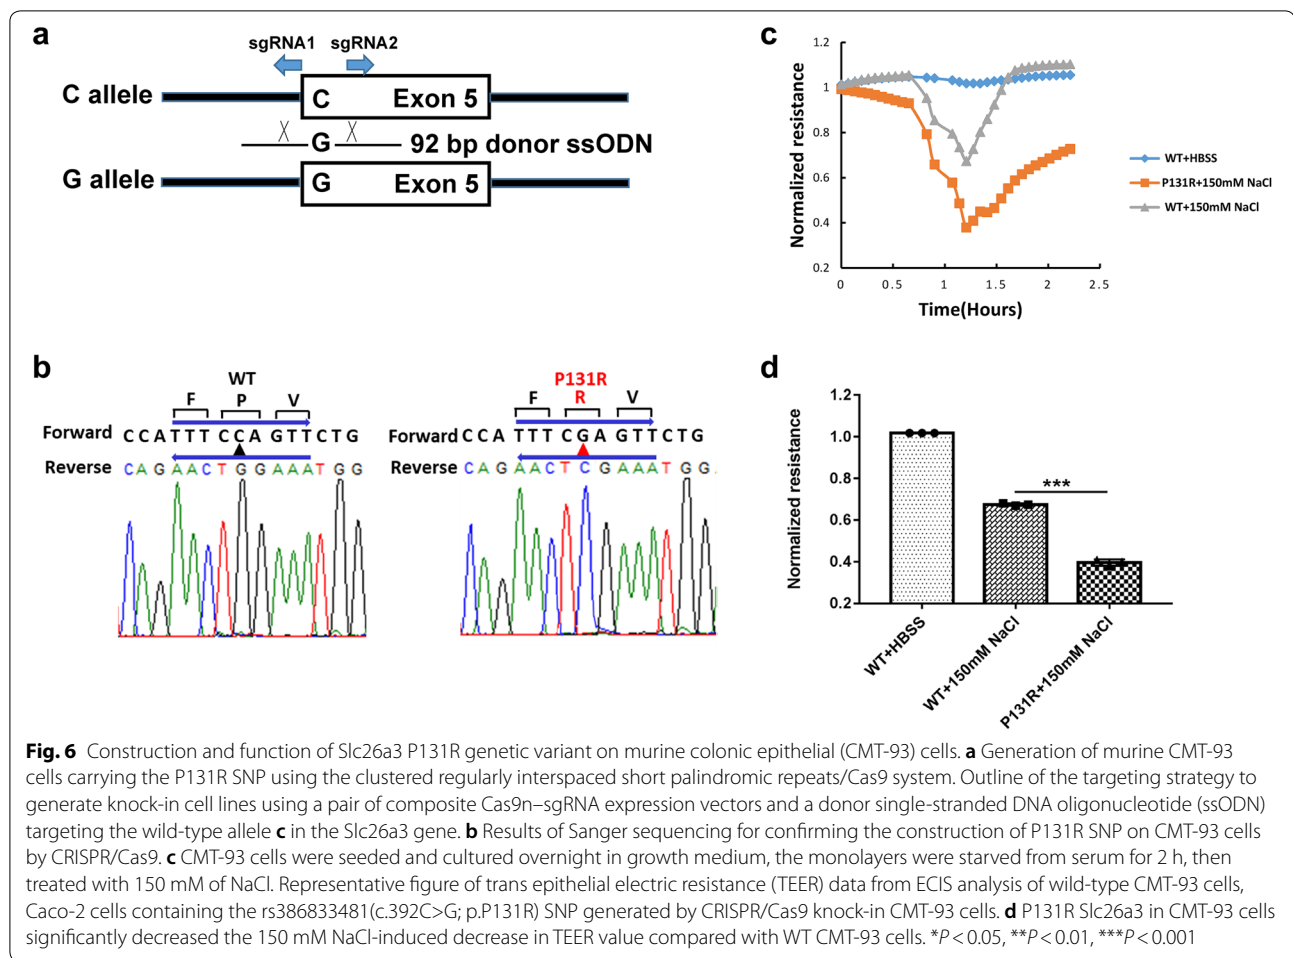 a
sgRNA1 sgRNA2
C allele C Exon 5
G 92 bp donor ssODN
G allele G Exon 5
b
WT
F P V
Forward C C A T T T C C A G T T C T G
Reverse C A G A A C T G G A A A T G G
P131R
F R V
Forward C C A T T T C G A G T T C T G
Reverse C A G A A C T C G A A A T G G
c
Normalized resistance
1.2
1
0.8
0.6
0.4
0.2
0 0.5 1 1.5 2 2.5
Time(Hours)
WT+HBSS
P131R+150mM NaCl
WT+150mM NaCl
d
Normalized resistance
1.2
1.0
0.8
0.6
0.4
0.2
***
WT+HBSS
WT+150mM NaCl
P131R+150mM NaCl
Fig. 6 Construction and function of Slc26a3 P131R genetic variant on murine colonic epithelial (CMT-93) cells. a Generation of murine CMT-93
cells carrying the P131R SNP using the clustered regularly interspaced short palindromic repeats/Cas9 system. Outline of the targeting strategy to
generate knock-in cell lines using a pair of composite Cas9n–sgRNA expression vectors and a donor single-stranded DNA oligonucleotide (ssODN)
targeting the wild-type allele c in the Slc26a3 gene. b Results of Sanger sequencing for confirming the construction of P131R SNP on CMT-93 cells
by CRISPR/Cas9. c CMT-93 cells were seeded and cultured overnight in growth medium, the monolayers were starved from serum for 2 h, then
treated with 150 mM of NaCl. Representative figure of trans epithelial electric resistance (TEER) data from ECIS analysis of wild-type CMT-93 cells,
Caco-2 cells containing the rs386833481(c.392C>G; p.P131R) SNP generated by CRISPR/Cas9 knock-in CMT-93 cells. d P131R Slc26a3 in CMT-93 cells
significantly decreased the 150 mM NaCl-induced decrease in TEER value compared with WT CMT-93 cells. *P < 0.05, **P < 0.01, ***P < 0.001